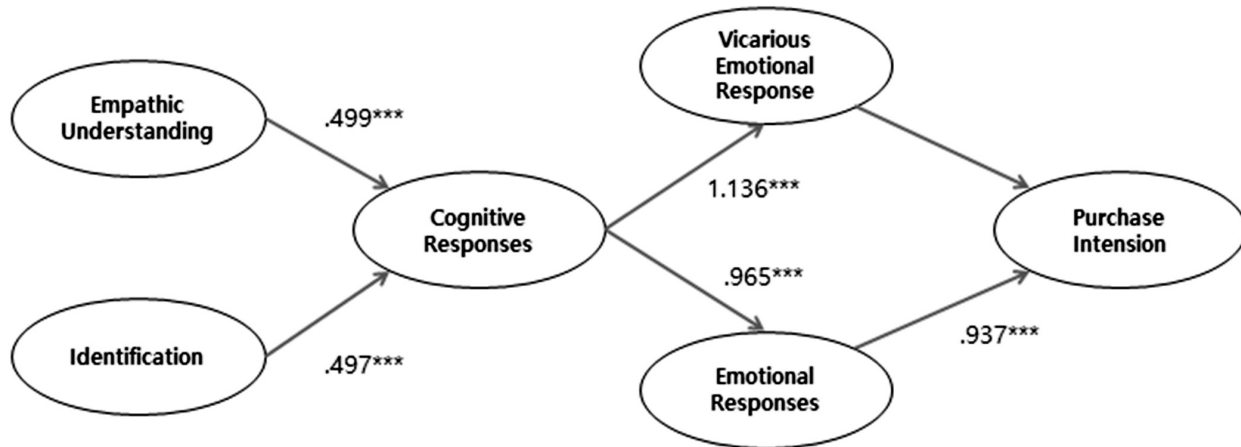 Empathic
Understanding
.499***
Identification
.497***
Cognitive
Responses
Vicarious
Emotional
Response
1.136***
.965***
Emotional
Responses
.937***
Purchase
Intension